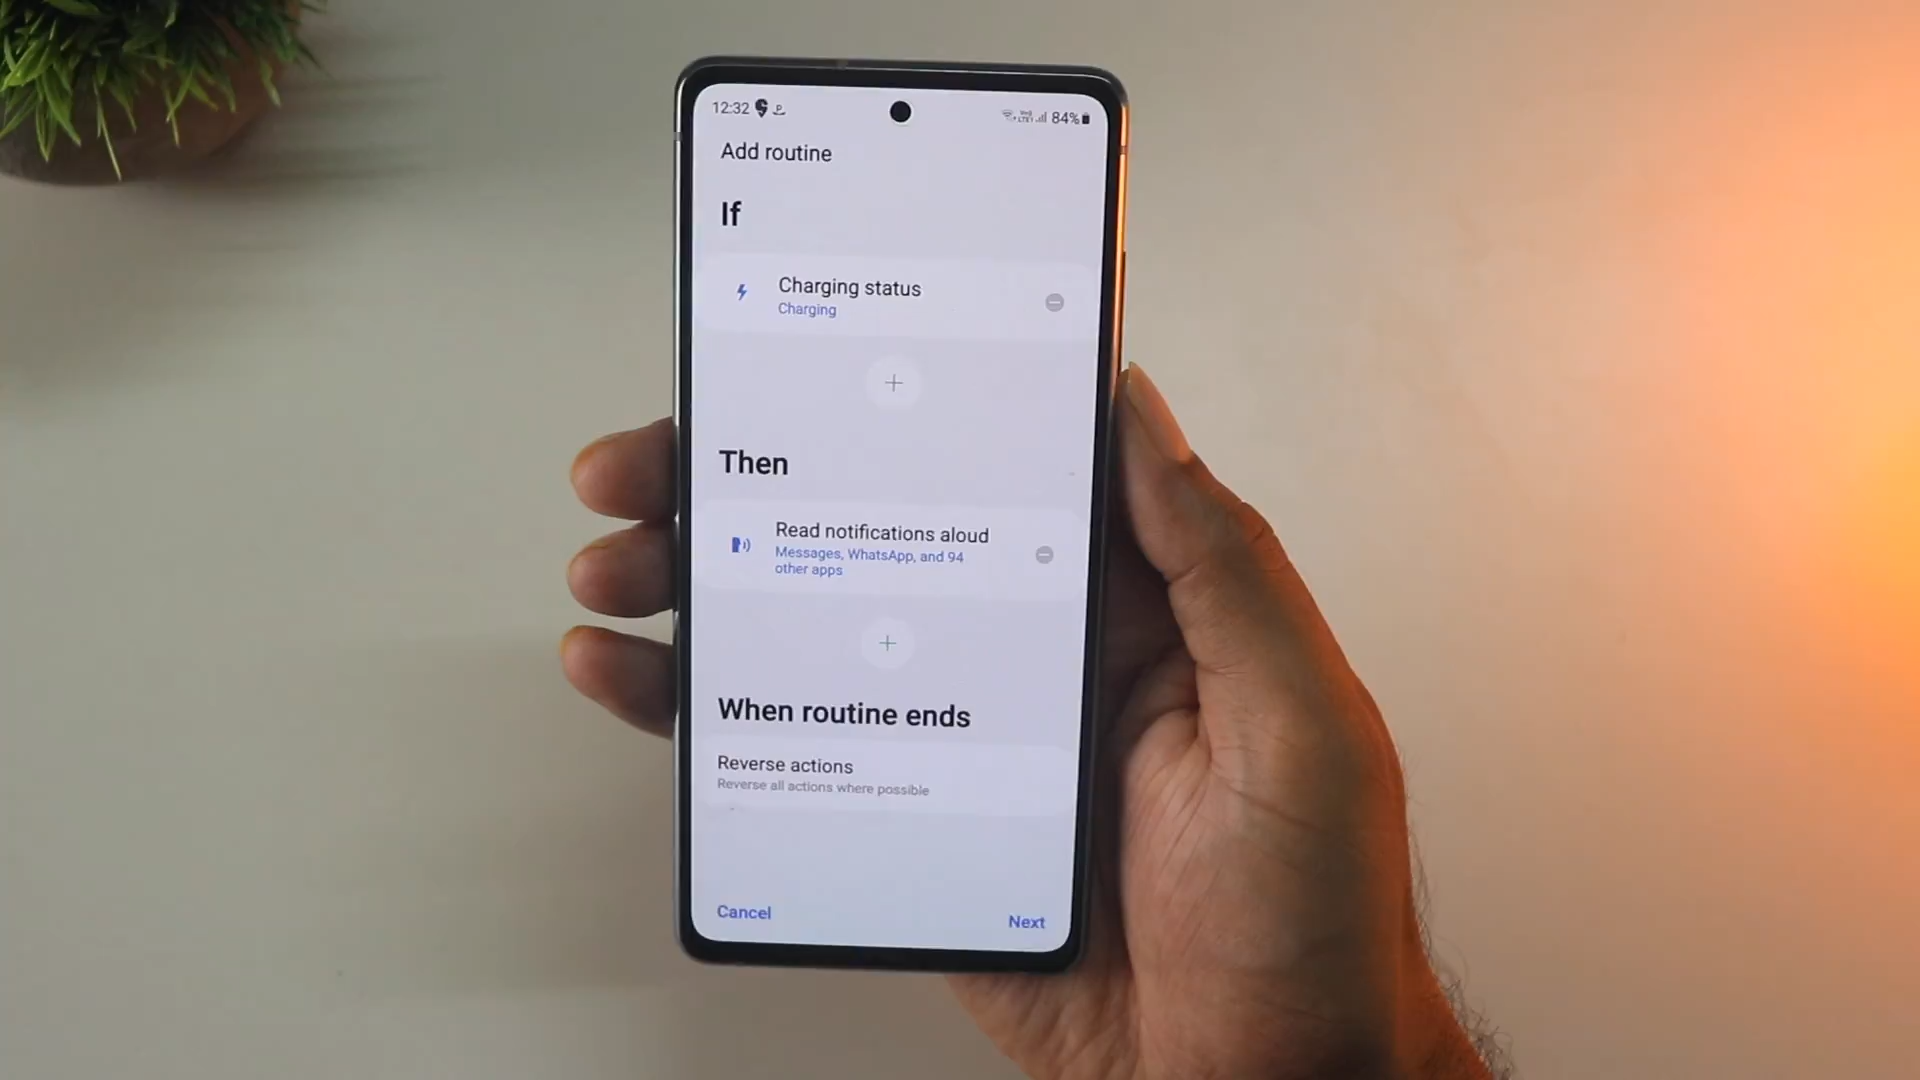 12:32
84%
Add routine
If
Charging status
Charging
Then
Read notifications aloud
Messages, WhatsApp, and 94
other apps
When routine ends
Reverse actions
Reverse all actions where possible
Cancel
Next